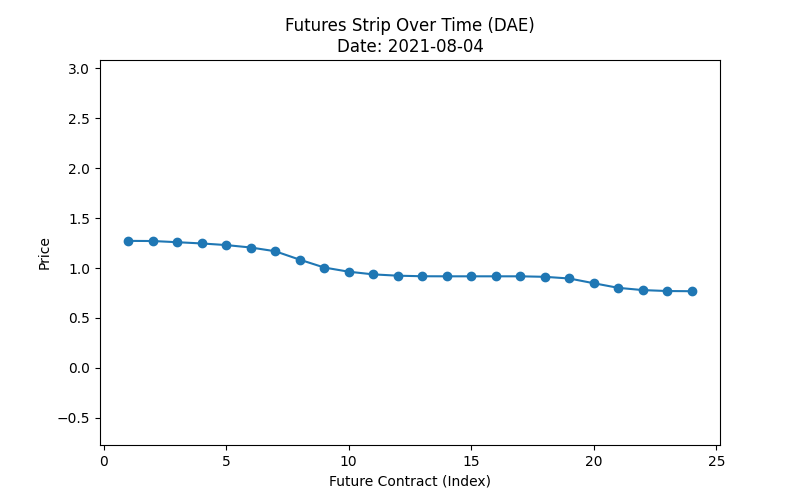 Futures Strip Over Time (DAE)
Date: 2021-08-04
3.0
2.5
2.0
1.5
1.0
0.5
0.0
−0.5
Price
0 5 10 15 20 25
Future Contract (Index)